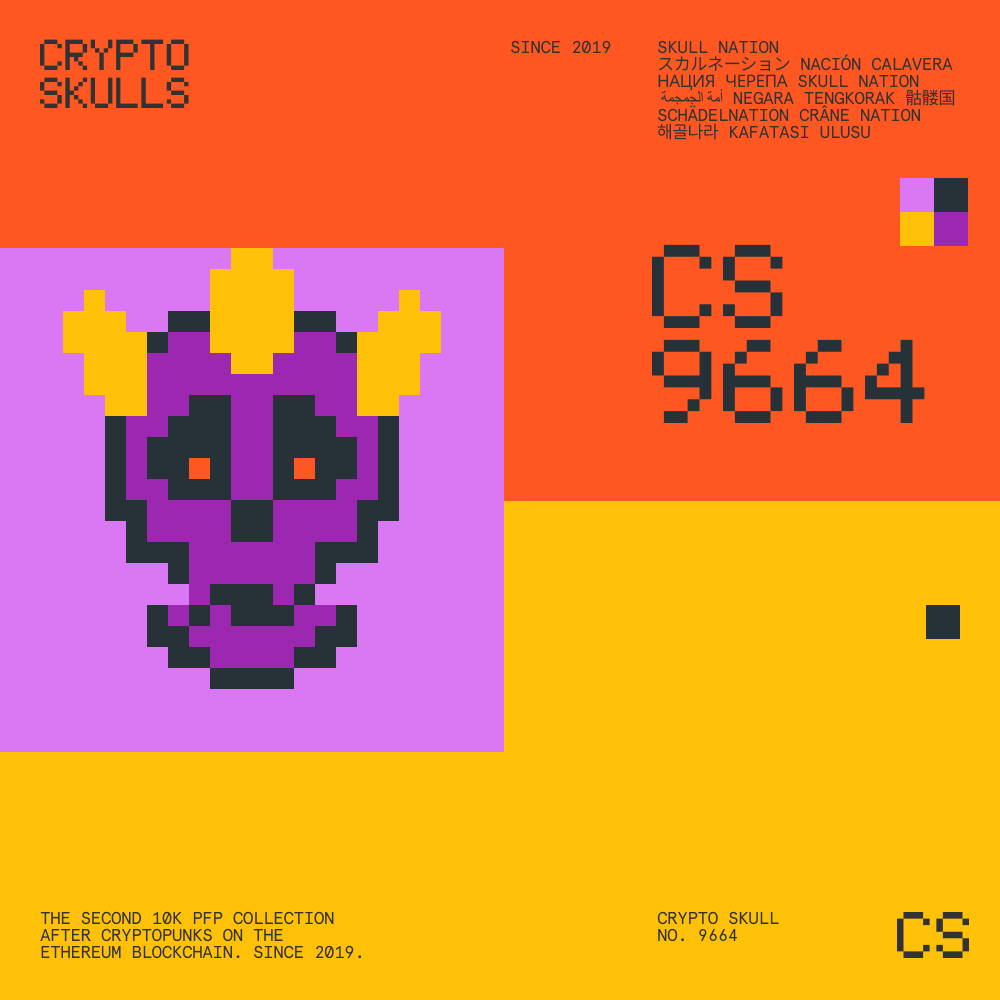 CRYPTO
SKULLS
SINCE 2019
SKULL NATION
スカルネーション NACIÓN CALAVERA
НАЦИЯ ЧЕРЕПА SKULL NATION
أمة الجمجمة NEGARA TENGKORAK 骷髅国
SCHÄDELNATION CRÂNE NATION
해골나라 KAFATASI ULUSU
CS
9664
THE SECOND 10K PFP COLLECTION
AFTER CRYPTOPUNKS ON THE
ETHEREUM BLOCKCHAIN. SINCE 2019.
CRYPTO SKULL
NO. 9664
CS